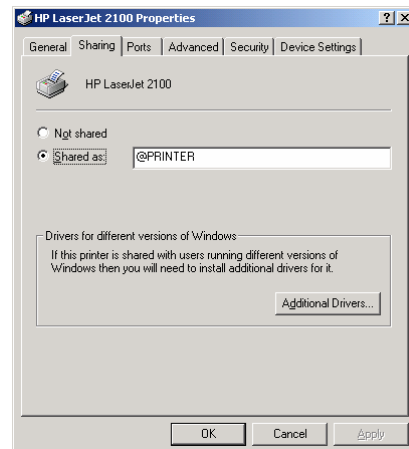 HP LaserJet 2100 Properties
General Sharing Ports Advanced Security Device Settings
HP LaserJet 2100
Not shared
Shared as: @PRINTER
Drivers for different versions of Windows
If this printer is shared with users running different versions of
Windows then you will need to install additional drivers for it.
Additional Drivers...
OK Cancel Apply